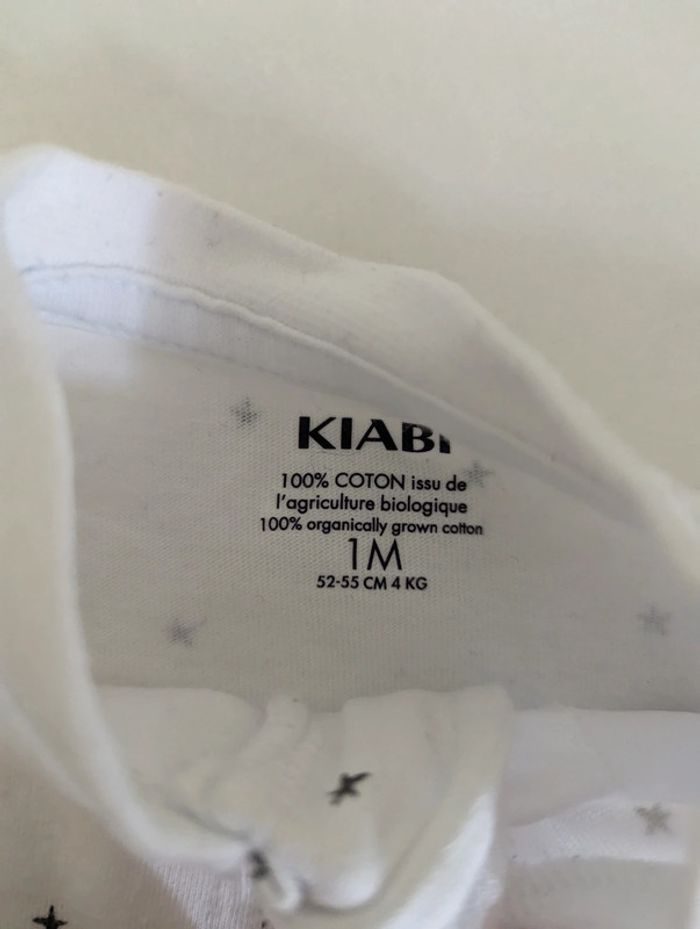 KIABI
100% COTON issu de
l'agriculture biologique
100% organically grown cotton
1M
52-55 CM 4 KG